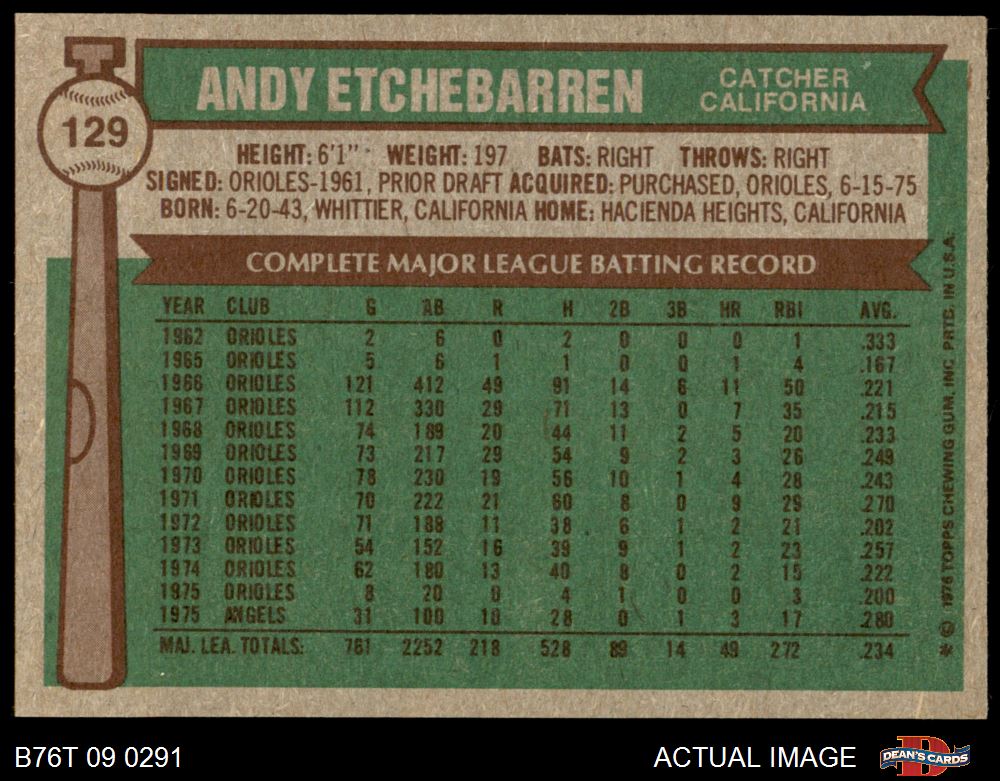 129
ANDY ETCHEBARREN
CATCHER
CALIFORNIA
HEIGHT: 6'1" WEIGHT: 197 BATS: RIGHT THROWS: RIGHT
SIGNED: ORIOLES-1961, PRIOR DRAFT ACQUIRED: PURCHASED, ORIOLES, 6-15-75
BORN: 6-20-43, WHITTIER, CALIFORNIA HOME: HACIENDA HEIGHTS, CALIFORNIA
COMPLETE MAJOR LEAGUE BATTING RECORD
YEAR CLUB G AB R H 2B 3B HR RBI AVG.
1962 ORIOLES 2 6 0 2 0 0 0 1 .333
1965 ORIOLES 5 6 1 1 0 0 1 4 .167
1966 ORIOLES 121 412 49 91 14 6 11 50 .221
1967 ORIOLES 112 330 29 71 13 0 7 35 .215
1968 ORIOLES 74 189 20 44 11 2 5 20 .233
1969 ORIOLES 73 217 29 54 9 2 3 26 .249
1970 ORIOLES 78 230 19 56 10 1 4 28 .243
1971 ORIOLES 70 222 21 60 8 0 9 29 .270
1972 ORIOLES 71 188 11 38 6 1 2 21 .202
1973 ORIOLES 54 152 16 39 9 1 2 23 .257
1974 ORIOLES 62 180 13 40 8 0 2 15 .222
1975 ORIOLES 8 20 0 4 1 0 0 3 .200
1975 ANGELS 31 100 10 28 0 1 3 17 .280
MAJ. LEA. TOTALS: 761 2252 218 528 89 14 49 272 .234
* © 1976 TOPPS CHEWING GUM, INC. PRTD. IN U.S.A.
B76T 09 0291
ACTUAL IMAGE
DEAN'S CARDS